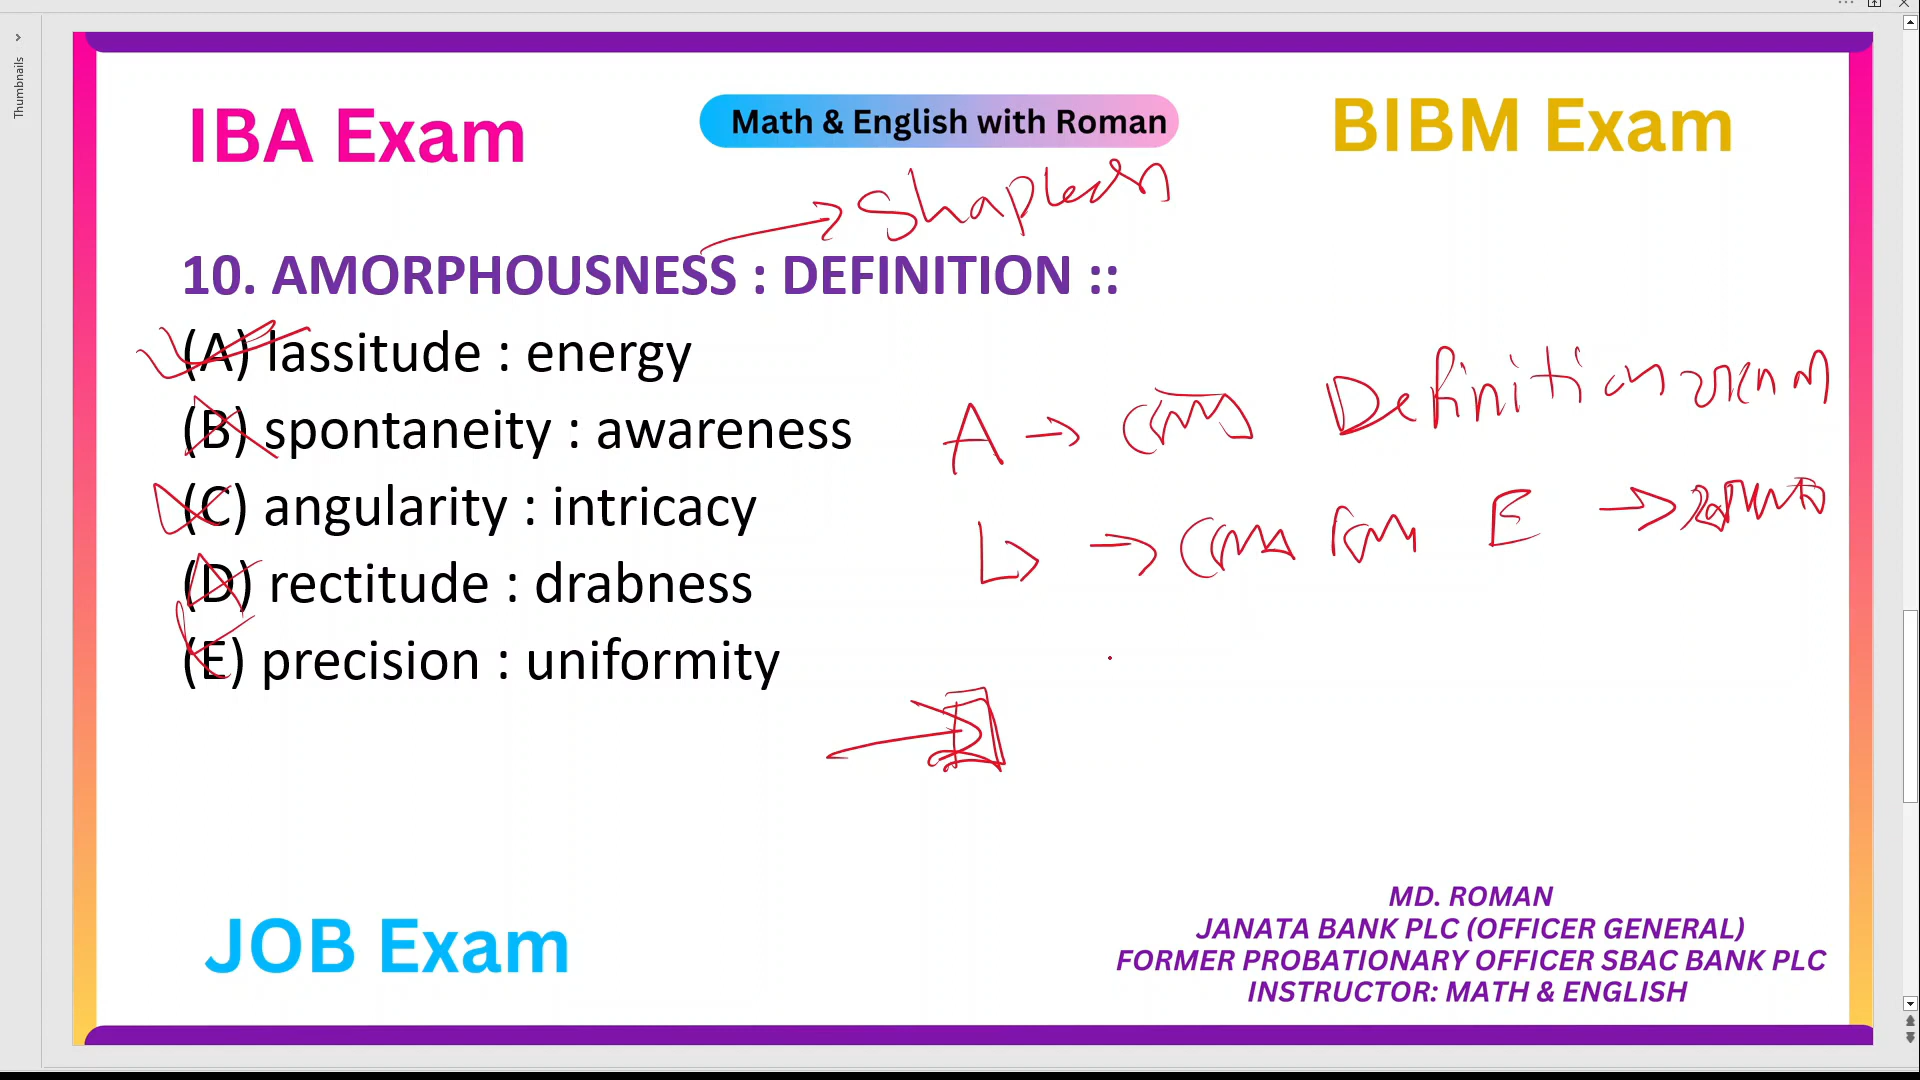 Thumbnails
IBA Exam
Math & English with Roman
BIBM Exam
10. AMORPHOUSNESS : DEFINITION ::
(A) lassitude : energy
(B) spontaneity : awareness
(C) angularity : intricacy
(D) rectitude : drabness
(E) precision : uniformity
A → Definition
L → E →
JOB Exam
MD. ROMAN
JANATA BANK PLC (OFFICER GENERAL)
FORMER PROBATIONARY OFFICER SBAC BANK PLC
INSTRUCTOR: MATH & ENGLISH